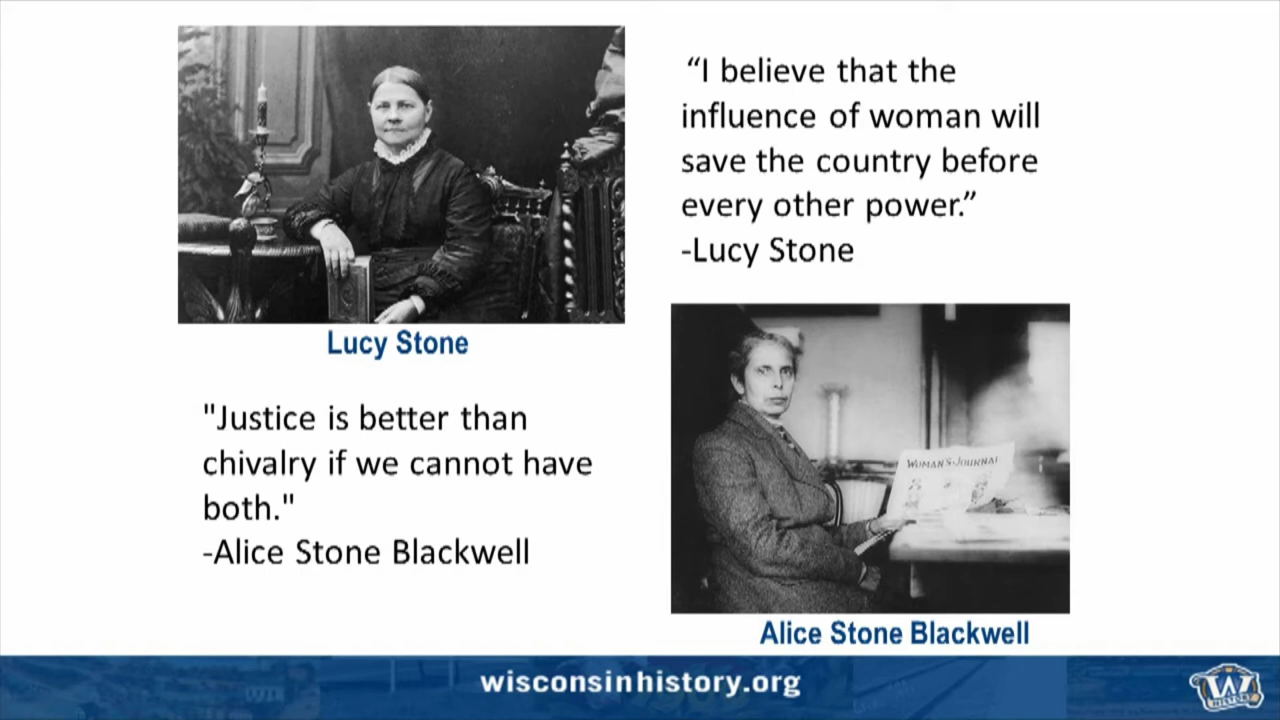 “I believe that the
influence of woman will
save the country before
every other power.”
-Lucy Stone
Lucy Stone
"Justice is better than
chivalry if we cannot have
both."
-Alice Stone Blackwell
WOMAN'S JOURNAL
Alice Stone Blackwell
wisconsinhistory.org
W
HISTORY